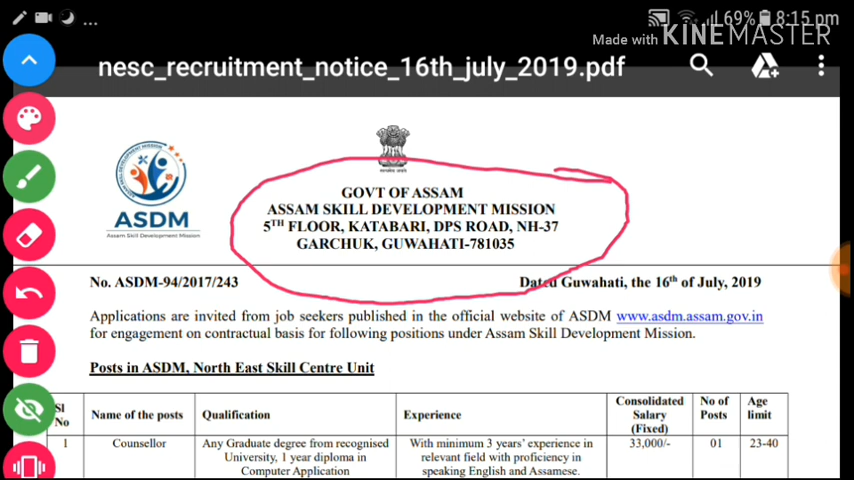 ... 69% 8:15 pm
Made with KINEMASTER
nesc_recruitment_notice_16th_july_2019.pdf
ASDM
Assam Skill Development Mission
GOVT OF ASSAM
ASSAM SKILL DEVELOPMENT MISSION
5TH FLOOR, KATABARI, DPS ROAD, NH-37
GARCHUK, GUWAHATI-781035
No. ASDM-94/2017/243 Dated Guwahati, the 16th of July, 2019
Applications are invited from job seekers published in the official website of ASDM www.asdm.assam.gov.in
for engagement on contractual basis for following positions under Assam Skill Development Mission.
Posts in ASDM, North East Skill Centre Unit
Sl No Name of the posts Qualification Experience Consolidated Salary (Fixed) No of Posts Age limit
1 Counsellor Any Graduate degree from recognised With minimum 3 years' experience in 33,000/- 01 23-40
University, 1 year diploma in relevant field with proficiency in
Computer Application speaking English and Assamese.